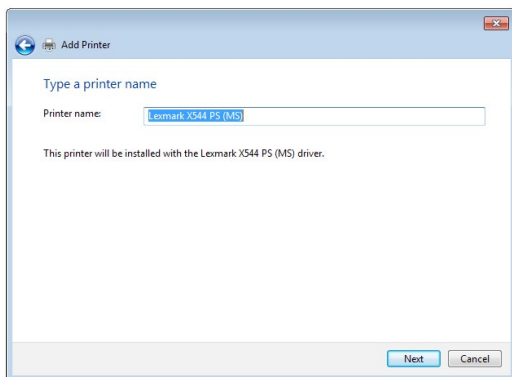 Add Printer
Type a printer name
Printer name: Lexmark X544 PS (MS)
This printer will be installed with the Lexmark X544 PS (MS) driver.
Next Cancel